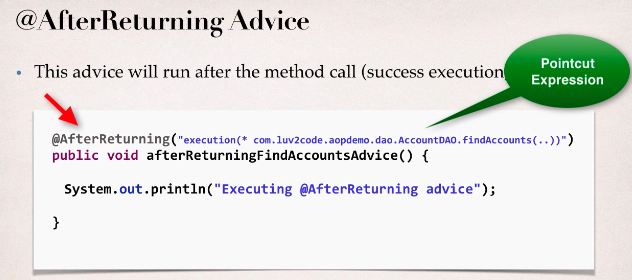 @AfterReturning Advice
• This advice will run after the method call (success execution
Pointcut
Expression
@AfterReturning("execution(* com.luv2code.aopdemo.dao.AccountDAO.findAccounts(..))")
public void afterReturningFindAccountsAdvice() {
System.out.println("Executing @AfterReturning advice");
}